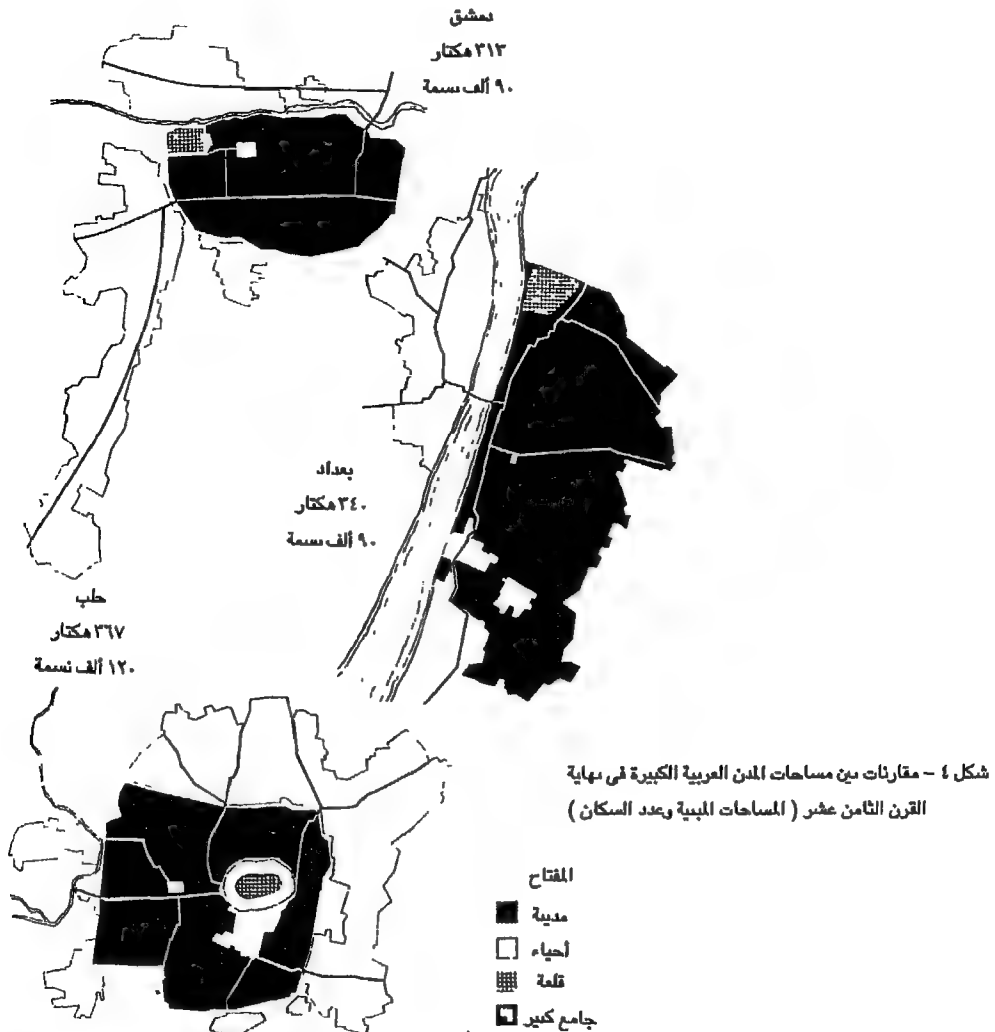 دمشق
٣١٣ هكتار
٩٠ ألف نسمة
بغداد
٣٤٠ هكتار
٩٠ ألف نسمة
حلب
٣٦٧ هكتار
١٢٠ ألف نسمة
شكل ٤ – مقارنات بين مساحات المدن العربية الكبيرة فى نهاية
القرن الثامن عشر ( المساحات المبنية وعدد السكان )
المفتاح
مدينة
أحياء
قلعة
جامع كبير